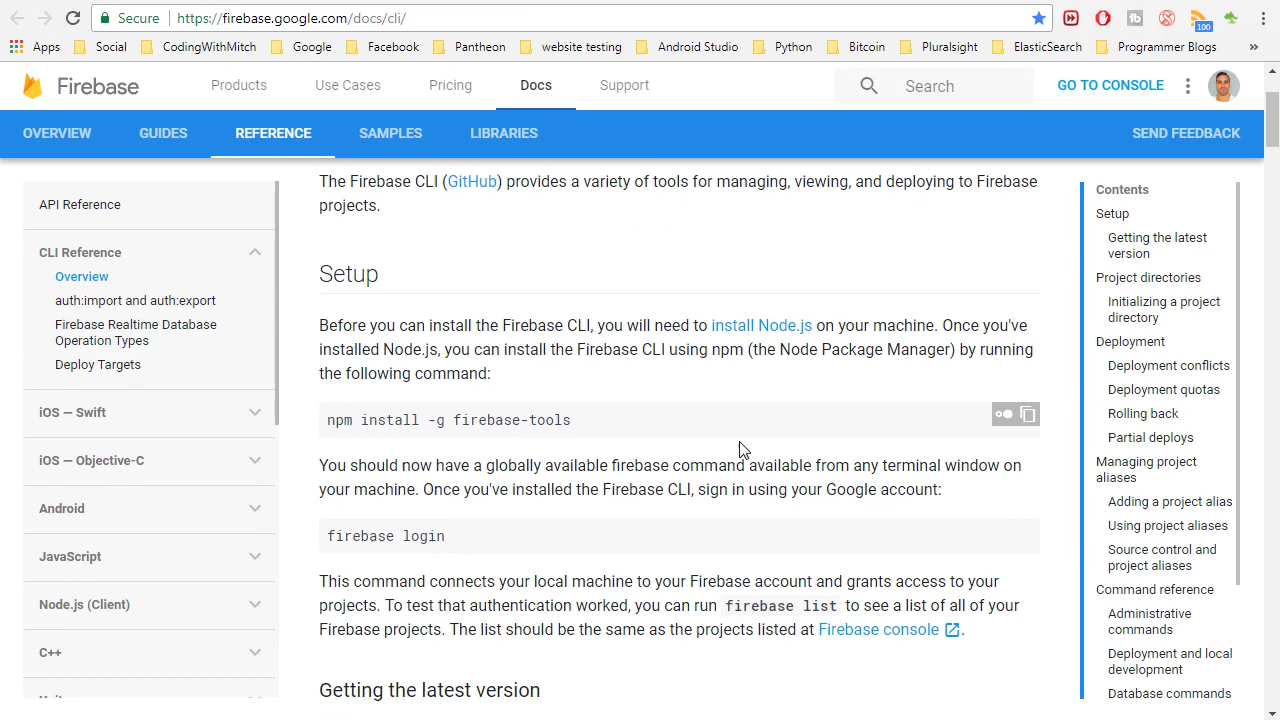 Secure https://firebase.google.com/docs/cli/
100
Apps Social CodingWithMitch Google Facebook Pantheon website testing Android Studio Python Bitcoin Pluralsight ElasticSearch Programmer Blogs »
Firebase Products Use Cases Pricing Docs Support Search GO TO CONSOLE
OVERVIEW GUIDES REFERENCE SAMPLES LIBRARIES SEND FEEDBACK
API Reference
CLI Reference
Overview
auth:import and auth:export
Firebase Realtime Database
Operation Types
Deploy Targets
iOS — Swift
iOS — Objective-C
Android
JavaScript
Node.js (Client)
C++
The Firebase CLI (GitHub) provides a variety of tools for managing, viewing, and deploying to Firebase
projects.
Setup
Before you can install the Firebase CLI, you will need to install Node.js on your machine. Once you've
installed Node.js, you can install the Firebase CLI using npm (the Node Package Manager) by running
the following command:
npm install -g firebase-tools
You should now have a globally available firebase command available from any terminal window on
your machine. Once you've installed the Firebase CLI, sign in using your Google account:
firebase login
This command connects your local machine to your Firebase account and grants access to your
projects. To test that authentication worked, you can run firebase list to see a list of all of your
Firebase projects. The list should be the same as the projects listed at Firebase console.
Getting the latest version
Contents
Setup
Getting the latest
version
Project directories
Initializing a project
directory
Deployment
Deployment conflicts
Deployment quotas
Rolling back
Partial deploys
Managing project
aliases
Adding a project alias
Using project aliases
Source control and
project aliases
Command reference
Administrative
commands
Deployment and local
development
Database commands